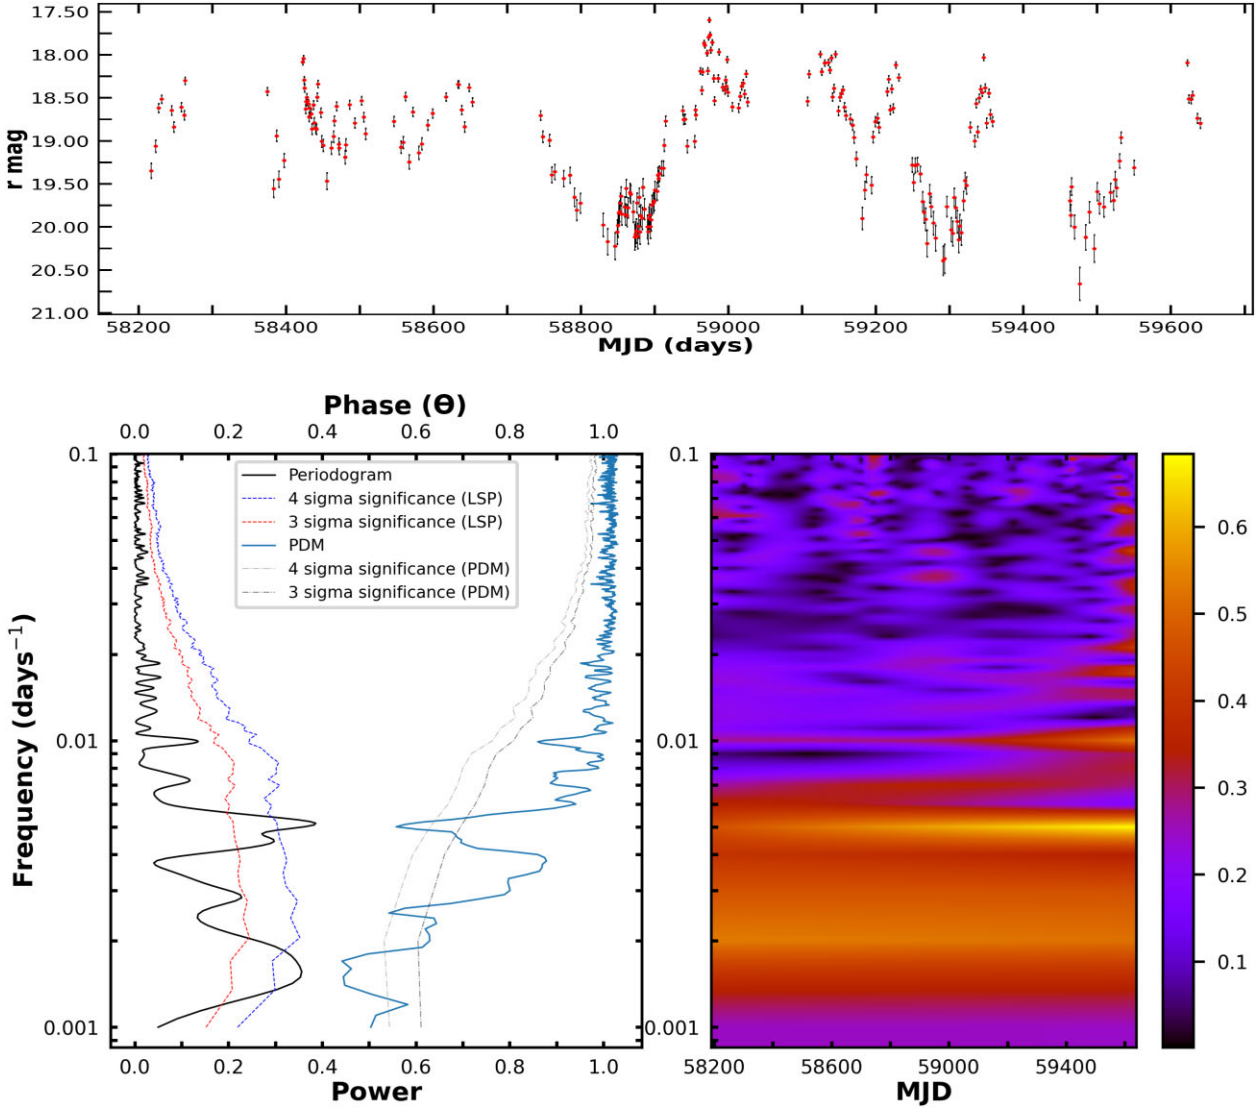 17.50
18.00
18.50
19.00
19.50
20.00
20.50
21.00
r mag
58200 58400 58600 58800 59000 59200 59400 59600
MJD (days)
Phase (Θ)
0.0 0.2 0.4 0.6 0.8 1.0
0.1
0.01
0.001
Frequency (days⁻¹)
Periodogram
4 sigma significance (LSP)
3 sigma significance (LSP)
PDM
4 sigma significance (PDM)
3 sigma significance (PDM)
0.0 0.2 0.4 0.6 0.8 1.0
Power
0.1
0.01
0.001
58200 58600 59000 59400
MJD
0.6
0.5
0.4
0.3
0.2
0.1